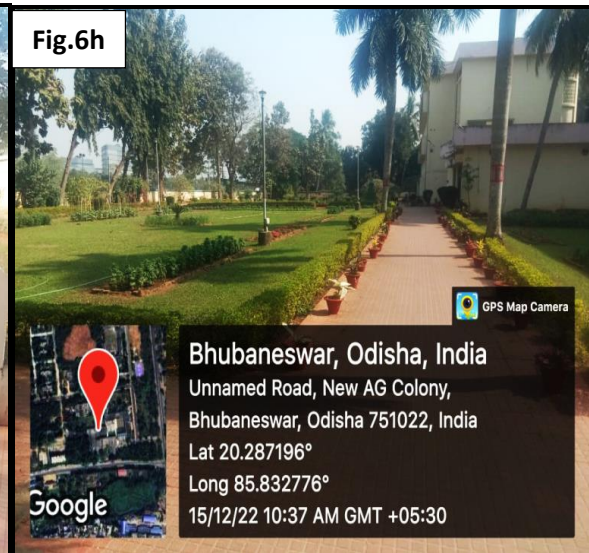 Fig.6h
GPS Map Camera
Bhubaneswar, Odisha, India
Unnamed Road, New AG Colony,
Bhubaneswar, Odisha 751022, India
Lat 20.287196°
Long 85.832776°
15/12/22 10:37 AM GMT +05:30
Google